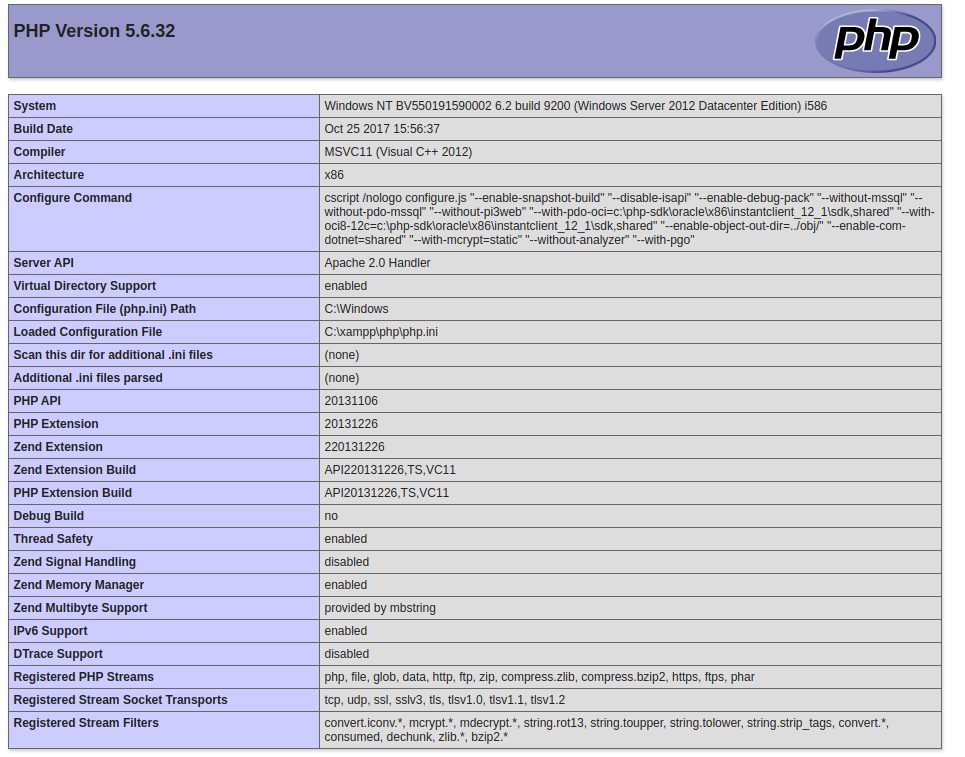 PHP Version 5.6.32
php
System Windows NT BV550191590002 6.2 build 9200 (Windows Server 2012 Datacenter Edition) i586
Build Date Oct 25 2017 15:56:37
Compiler MSVC11 (Visual C++ 2012)
Architecture x86
Configure Command cscript /nologo configure.js "--enable-snapshot-build" "--disable-isapi" "--enable-debug-pack" "--without-mssql" "--
without-pdo-mssql" "--without-pi3web" "--with-pdo-oci=c:\php-sdk\oracle\x86\instantclient_12_1\sdk,shared" "--with-
oci8-12c=c:\php-sdk\oracle\x86\instantclient_12_1\sdk,shared" "--enable-object-out-dir=../obj/" "--enable-com-
dotnet=shared" "--with-mcrypt=static" "--without-analyzer" "--with-pgo"
Server API Apache 2.0 Handler
Virtual Directory Support enabled
Configuration File (php.ini) Path C:\Windows
Loaded Configuration File C:\xampp\php\php.ini
Scan this dir for additional .ini files (none)
Additional .ini files parsed (none)
PHP API 20131106
PHP Extension 20131226
Zend Extension 220131226
Zend Extension Build API220131226,TS,VC11
PHP Extension Build API20131226,TS,VC11
Debug Build no
Thread Safety enabled
Zend Signal Handling disabled
Zend Memory Manager enabled
Zend Multibyte Support provided by mbstring
IPv6 Support enabled
DTrace Support disabled
Registered PHP Streams php, file, glob, data, http, ftp, zip, compress.zlib, compress.bzip2, https, ftps, phar
Registered Stream Socket Transports tcp, udp, ssl, sslv3, tls, tlsv1.0, tlsv1.1, tlsv1.2
Registered Stream Filters convert.iconv.*, mcrypt.*, mdecrypt.*, string.rot13, string.toupper, string.tolower, string.strip_tags, convert.*,
consumed, dechunk, zlib.*, bzip2.*